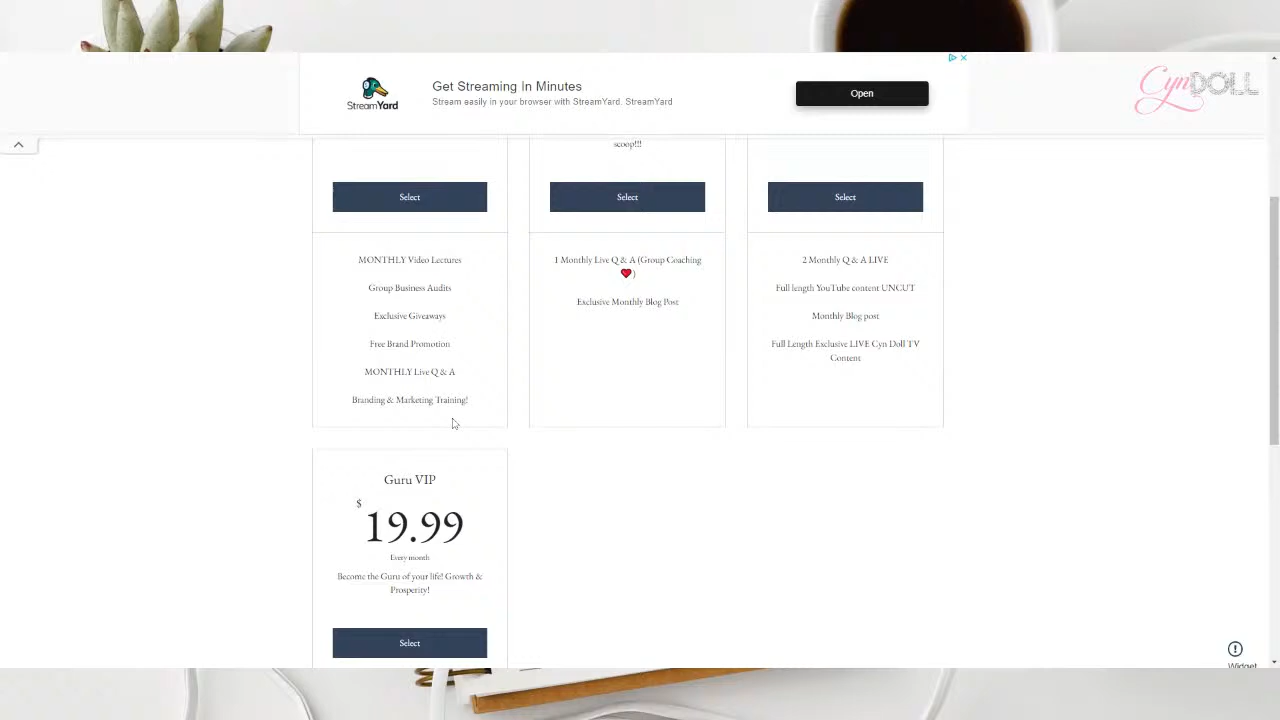 Get Streaming In Minutes
Stream easily in your browser with StreamYard. StreamYard
StreamYard
Open
CynDOLL
scoop!!!
Select
Select
Select
MONTHLY Video Lectures
Group Business Audits
Exclusive Giveaways
Free Brand Promotion
MONTHLY Live Q & A
Branding & Marketing Training!
1 Monthly Live Q & A (Group Coaching
❤️)
Exclusive Monthly Blog Post
2 Monthly Q & A LIVE
Full length YouTube content UNCUT
Monthly Blog post
Full Length Exclusive LIVE Cyn Doll TV
Content
Guru VIP
$
19.99
Every month
Become the Guru of your life! Growth &
Prosperity!
Select
Widget